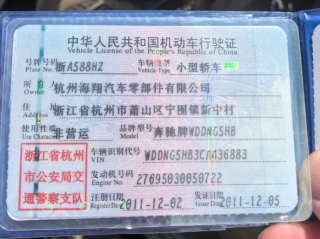 中华人民共和国机动车行驶证
Vehicle License of the People's Republic of China
号牌号码 浙A588HZ 车辆类型 小型轿车
Plate No. Vehicle Type
所有人 杭州海翔汽车零部件有限公司
住址 浙江省杭州市萧山区宁围镇新中村
使用性质 非营运 品牌型号 奔驰牌WDDNG5HB
浙江省杭州
市公安局交
通警察支队
车辆识别代号 WDDNG5HB3CA436883
VIN
发动机号码 27695030050722
注册日期 2011-12-02 发证日期 2011-12-05
Register Date Issue Date